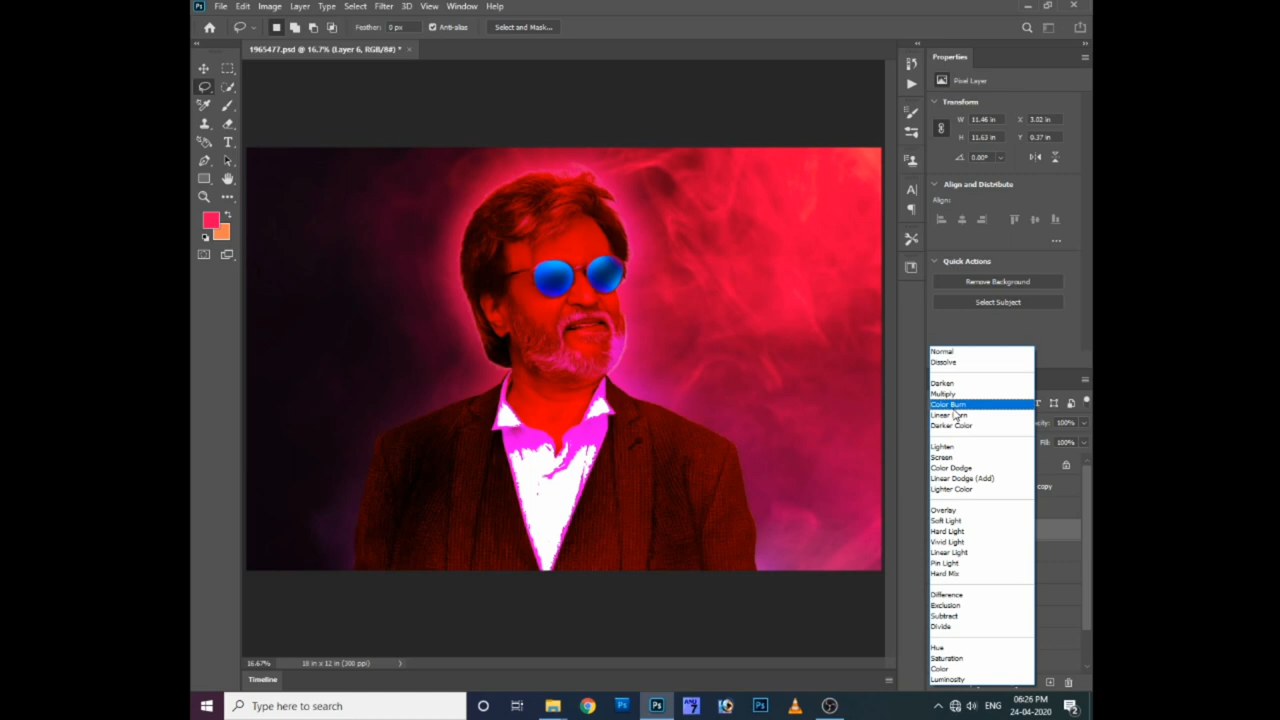 Ps File Edit Image Layer Type Select Filter 3D View Window Help
Feather: 0 px Anti-alias Select and Mask...
1965477.psd @ 16.7% (Layer 6, RGB/8#) * ×
Properties
Pixel Layer
Transform
W 11.46 in X 3.02 in
H 11.63 in Y 0.37 in
0.00°
Align and Distribute
Align:
Quick Actions
Remove Background
Select Subject
Normal
Dissolve
Darken
Multiply
Color Burn
Linear Burn
Darker Color
100%
Lighten
Fill: 100%
Screen
Color Dodge
Linear Dodge (Add)
Lighter Color
copy
Overlay
Soft Light
Hard Light
Vivid Light
Linear Light
Pin Light
Hard Mix
Difference
Exclusion
Subtract
Divide
Hue
Saturation
Color
Luminosity
16.67% 18 in x 12 in (300 ppi)
Timeline
Type here to search
ENG
06:26 PM
24-04-2020
2